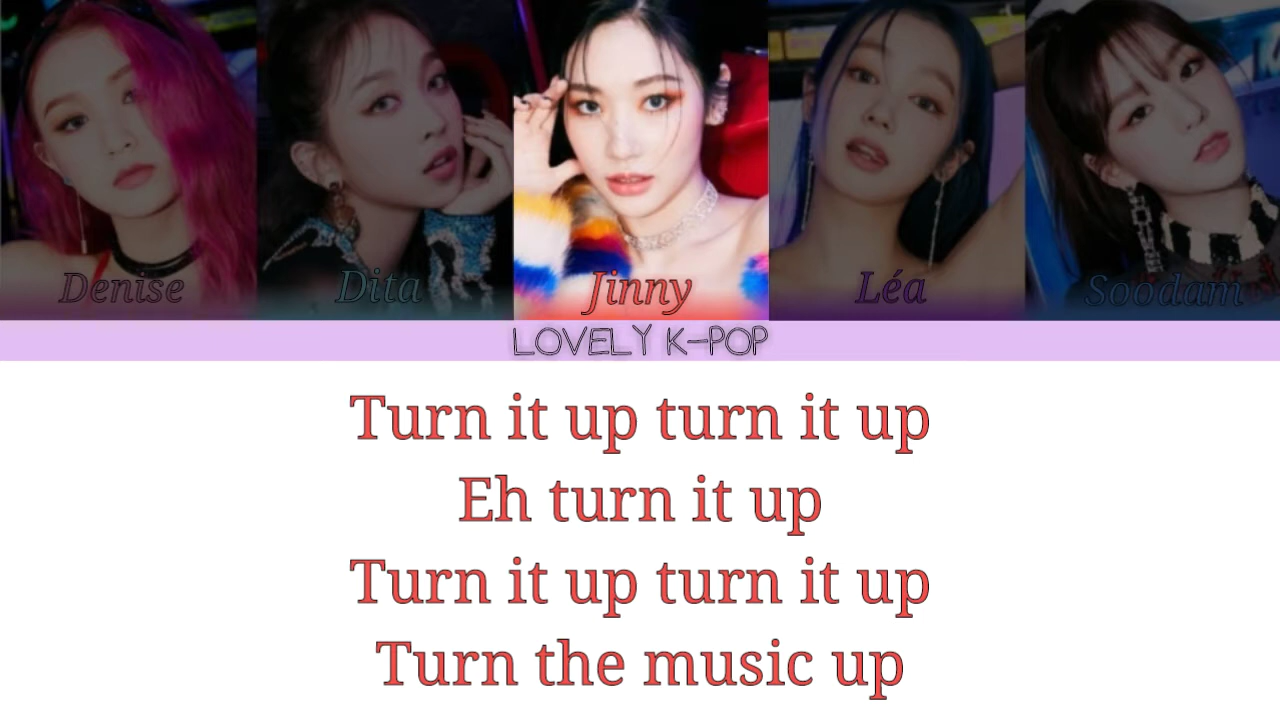 Denise Dita Jinny Léa Soodam
LOVELY K-POP
Turn it up turn it up
Eh turn it up
Turn it up turn it up
Turn the music up